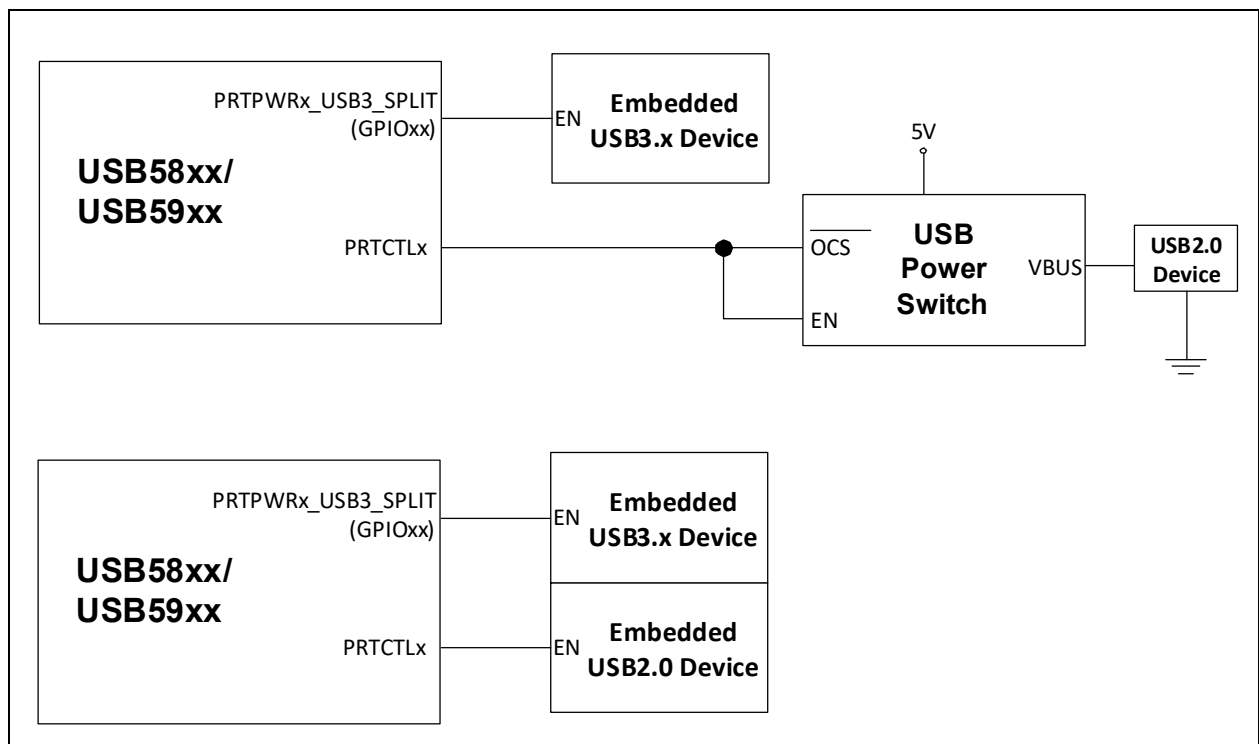 PRTPWRx_USB3_SPLIT
(GPIOxx)
USB58xx/
USB59xx
PRTCTLx
EN
Embedded
USB3.x Device
5V
OCS
EN
USB
Power
Switch
VBUS
USB2.0
Device
PRTPWRx_USB3_SPLIT
(GPIOxx)
USB58xx/
USB59xx
PRTCTLx
EN
Embedded
USB3.x Device
EN
Embedded
USB2.0 Device